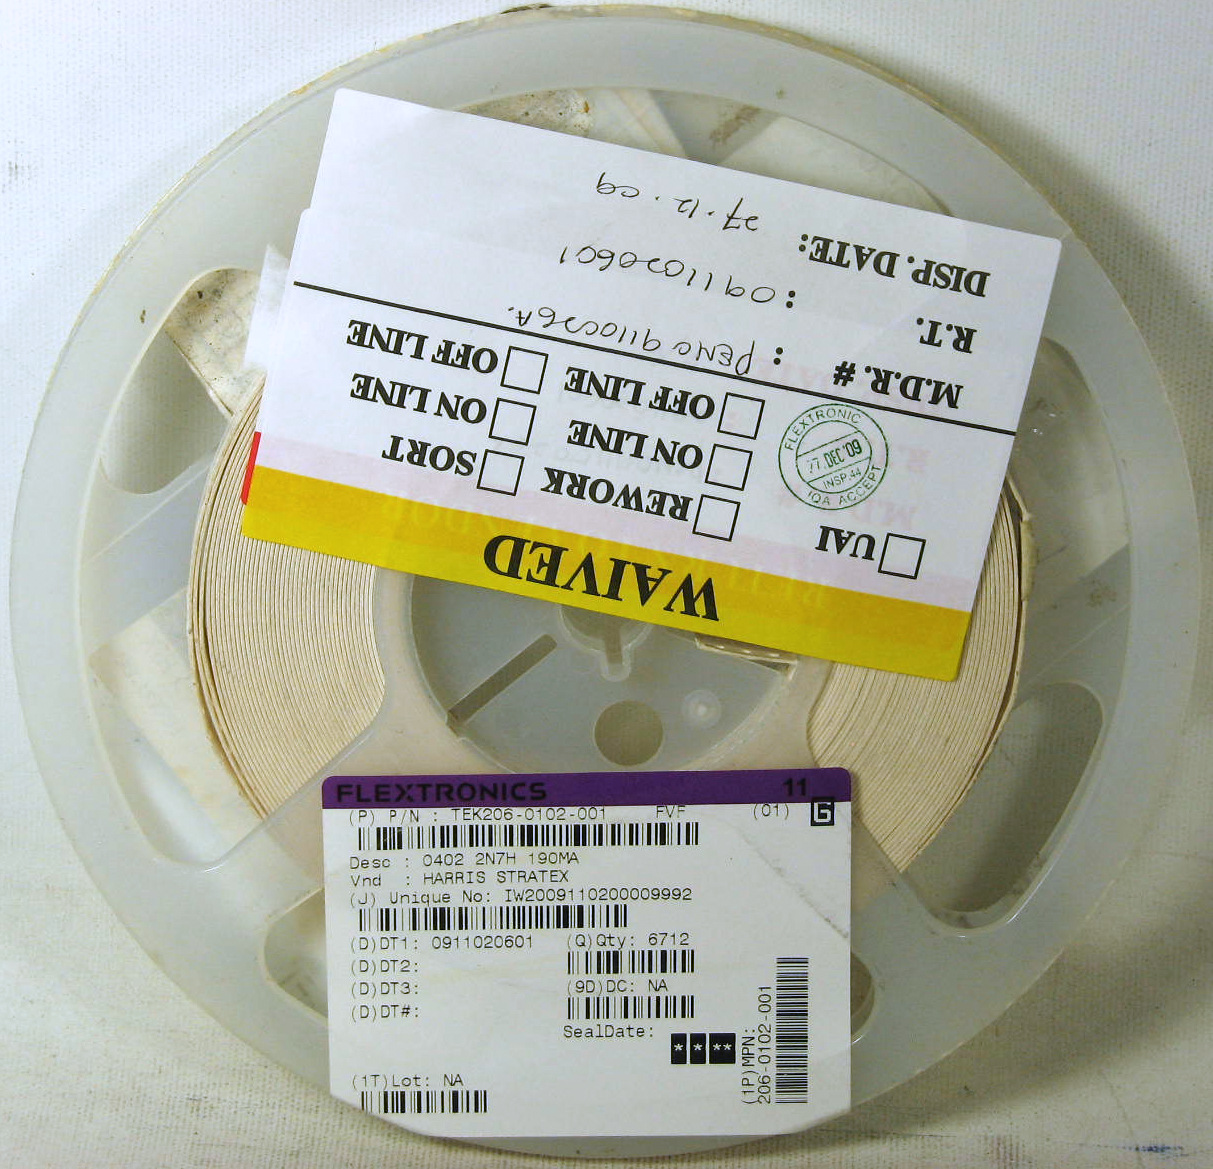 WAIVED
UAI
REWORK
SORT
ON LINE
ON LINE
OFF LINE
OFF LINE
M.D.R.# :
R.T. : 0911020601
DISP. DATE: 27.12.09
FLEXTRONIC
27.DEC'09
INSP.44
IQA ACCEPT
FLEXTRONICS 11
(P) P/N : TEK206-0102-001 FVF (01) G
Desc : 0402 2N7H 190MA
Vnd : HARRIS STRATEX
(J) Unique No: IW2009110200009992
(D)DT1: 0911020601 (Q)Qty: 6712
(D)DT2:
(D)DT3: (9D)DC: NA
(D)DT#:
SealDate:
* * **
(1T)Lot: NA
(1P)MPN:
206-0102-001